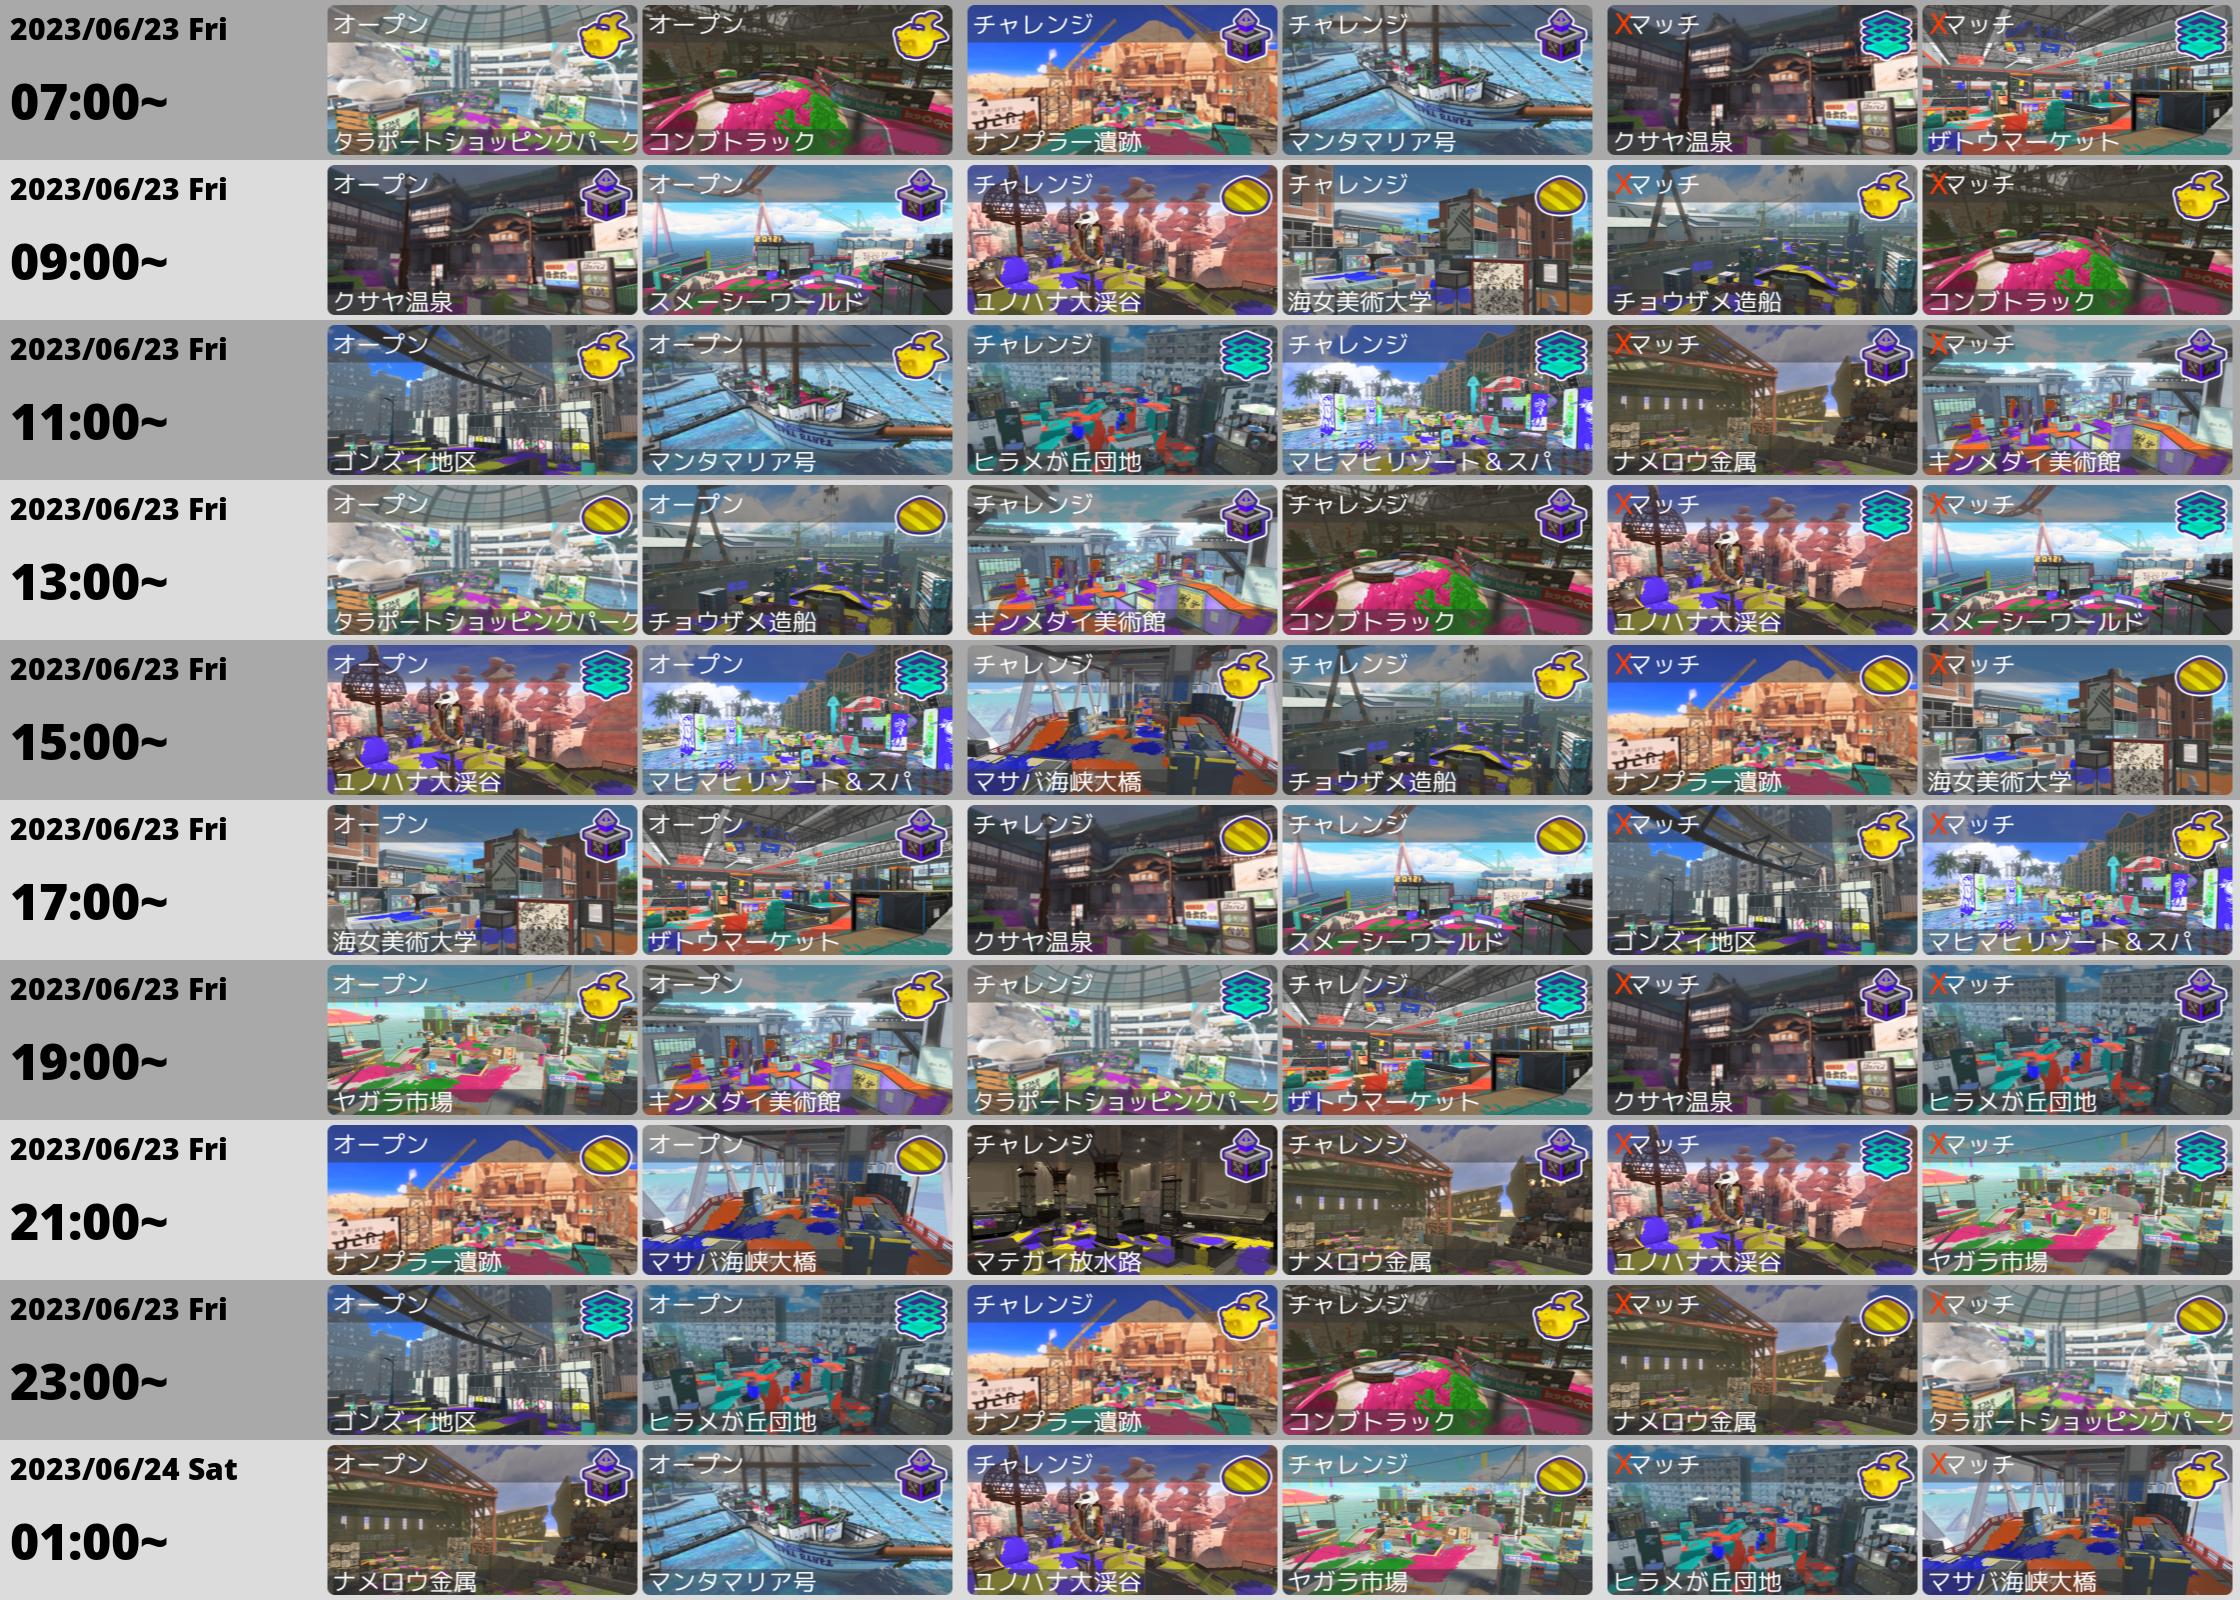 2023/06/23 Fri
07:00~
オープン オープン チャレンジ チャレンジ Xマッチ Xマッチ
タラポートショッピングパーク コンブトラック ナンプラー遺跡 マンタマリア号 クサヤ温泉 ザトウマーケット
2023/06/23 Fri
09:00~
オープン オープン チャレンジ チャレンジ Xマッチ Xマッチ
クサヤ温泉 スメーシーワールド ユノハナ大渓谷 海女美術大学 チョウザメ造船 コンブトラック
2023/06/23 Fri
11:00~
オープン オープン チャレンジ チャレンジ Xマッチ Xマッチ
ゴンズイ地区 マンタマリア号 ヒラメが丘団地 マヒマヒリゾート＆スパ ナメロウ金属 キンメダイ美術館
2023/06/23 Fri
13:00~
オープン オープン チャレンジ チャレンジ Xマッチ Xマッチ
タラポートショッピングパーク チョウザメ造船 キンメダイ美術館 コンブトラック ユノハナ大渓谷 スメーシーワールド
2023/06/23 Fri
15:00~
オープン オープン チャレンジ チャレンジ Xマッチ Xマッチ
ユノハナ大渓谷 マヒマヒリゾート＆スパ マサバ海峡大橋 チョウザメ造船 ナンプラー遺跡 海女美術大学
2023/06/23 Fri
17:00~
オープン オープン チャレンジ チャレンジ Xマッチ Xマッチ
海女美術大学 ザトウマーケット クサヤ温泉 スメーシーワールド ゴンズイ地区 マヒマヒリゾート＆スパ
2023/06/23 Fri
19:00~
オープン オープン チャレンジ チャレンジ Xマッチ Xマッチ
ヤガラ市場 キンメダイ美術館 タラポートショッピングパーク ザトウマーケット クサヤ温泉 ヒラメが丘団地
2023/06/23 Fri
21:00~
オープン オープン チャレンジ チャレンジ Xマッチ Xマッチ
ナンプラー遺跡 マサバ海峡大橋 マテガイ放水路 ナメロウ金属 ユノハナ大渓谷 ヤガラ市場
2023/06/23 Fri
23:00~
オープン オープン チャレンジ チャレンジ Xマッチ Xマッチ
ゴンズイ地区 ヒラメが丘団地 ナンプラー遺跡 コンブトラック ナメロウ金属 タラポートショッピングパーク
2023/06/24 Sat
01:00~
オープン オープン チャレンジ チャレンジ Xマッチ Xマッチ
ナメロウ金属 マンタマリア号 ユノハナ大渓谷 ヤガラ市場 ヒラメが丘団地 マサバ海峡大橋